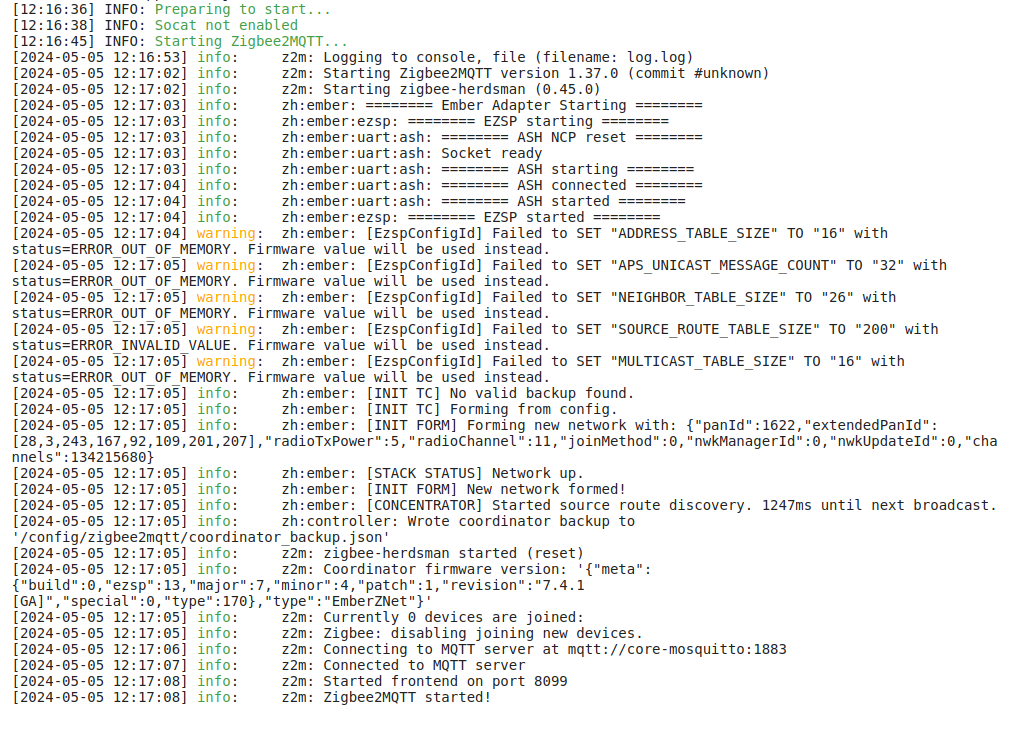 [12:16:36] INFO: Preparing to start...
[12:16:38] INFO: Socat not enabled
[12:16:45] INFO: Starting Zigbee2MQTT...
[2024-05-05 12:16:53] info:     z2m: Logging to console, file (filename: log.log)
[2024-05-05 12:17:02] info:     z2m: Starting Zigbee2MQTT version 1.37.0 (commit #unknown)
[2024-05-05 12:17:02] info:     z2m: Starting zigbee-herdsman (0.45.0)
[2024-05-05 12:17:03] info:     zh:ember: ======== Ember Adapter Starting ========
[2024-05-05 12:17:03] info:     zh:ember:ezsp: ======== EZSP starting ========
[2024-05-05 12:17:03] info:     zh:ember:uart:ash: ======== ASH NCP reset ========
[2024-05-05 12:17:03] info:     zh:ember:uart:ash: Socket ready
[2024-05-05 12:17:03] info:     zh:ember:uart:ash: ======== ASH starting ========
[2024-05-05 12:17:04] info:     zh:ember:uart:ash: ======== ASH connected ========
[2024-05-05 12:17:04] info:     zh:ember:uart:ash: ======== ASH started ========
[2024-05-05 12:17:04] info:     zh:ember:ezsp: ======== EZSP started ========
[2024-05-05 12:17:04] warning:  zh:ember: [EzspConfigId] Failed to SET "ADDRESS_TABLE_SIZE" TO "16" with
status=ERROR_OUT_OF_MEMORY. Firmware value will be used instead.
[2024-05-05 12:17:05] warning:  zh:ember: [EzspConfigId] Failed to SET "APS_UNICAST_MESSAGE_COUNT" TO "32" with
status=ERROR_OUT_OF_MEMORY. Firmware value will be used instead.
[2024-05-05 12:17:05] warning:  zh:ember: [EzspConfigId] Failed to SET "NEIGHBOR_TABLE_SIZE" TO "26" with
status=ERROR_OUT_OF_MEMORY. Firmware value will be used instead.
[2024-05-05 12:17:05] warning:  zh:ember: [EzspConfigId] Failed to SET "SOURCE_ROUTE_TABLE_SIZE" TO "200" with
status=ERROR_INVALID_VALUE. Firmware value will be used instead.
[2024-05-05 12:17:05] warning:  zh:ember: [EzspConfigId] Failed to SET "MULTICAST_TABLE_SIZE" TO "16" with
status=ERROR_OUT_OF_MEMORY. Firmware value will be used instead.
[2024-05-05 12:17:05] info:     zh:ember: [INIT TC] No valid backup found.
[2024-05-05 12:17:05] info:     zh:ember: [INIT TC] Forming from config.
[2024-05-05 12:17:05] info:     zh:ember: [INIT FORM] Forming new network with: {"panId":1622,"extendedPanId":
[28,3,243,167,92,109,201,207],"radioTxPower":5,"radioChannel":11,"joinMethod":0,"nwkManagerId":0,"nwkUpdateId":0,"cha
nnels":134215680}
[2024-05-05 12:17:05] info:     zh:ember: [STACK STATUS] Network up.
[2024-05-05 12:17:05] info:     zh:ember: [INIT FORM] New network formed!
[2024-05-05 12:17:05] info:     zh:ember: [CONCENTRATOR] Started source route discovery. 1247ms until next broadcast.
[2024-05-05 12:17:05] info:     zh:controller: Wrote coordinator backup to
'/config/zigbee2mqtt/coordinator_backup.json'
[2024-05-05 12:17:05] info:     z2m: zigbee-herdsman started (reset)
[2024-05-05 12:17:05] info:     z2m: Coordinator firmware version: '{"meta":
{"build":0,"ezsp":13,"major":7,"minor":4,"patch":1,"revision":"7.4.1
[GA]","special":0,"type":170},"type":"EmberZNet"}'
[2024-05-05 12:17:05] info:     z2m: Currently 0 devices are joined:
[2024-05-05 12:17:05] info:     z2m: Zigbee: disabling joining new devices.
[2024-05-05 12:17:06] info:     z2m: Connecting to MQTT server at mqtt://core-mosquitto:1883
[2024-05-05 12:17:07] info:     z2m: Connected to MQTT server
[2024-05-05 12:17:08] info:     z2m: Started frontend on port 8099
[2024-05-05 12:17:08] info:     z2m: Zigbee2MQTT started!